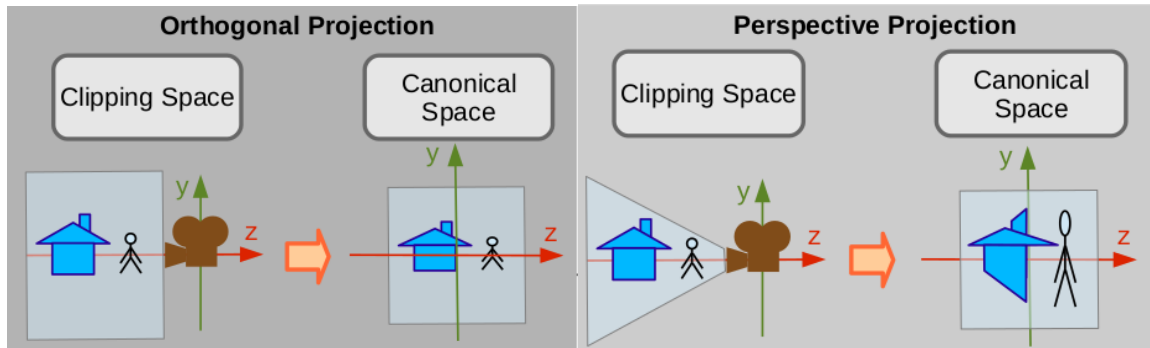 Orthogonal Projection
Clipping Space
Canonical
Space
y
z
y
z
Perspective Projection
Clipping Space
Canonical
Space
y
z
y
z